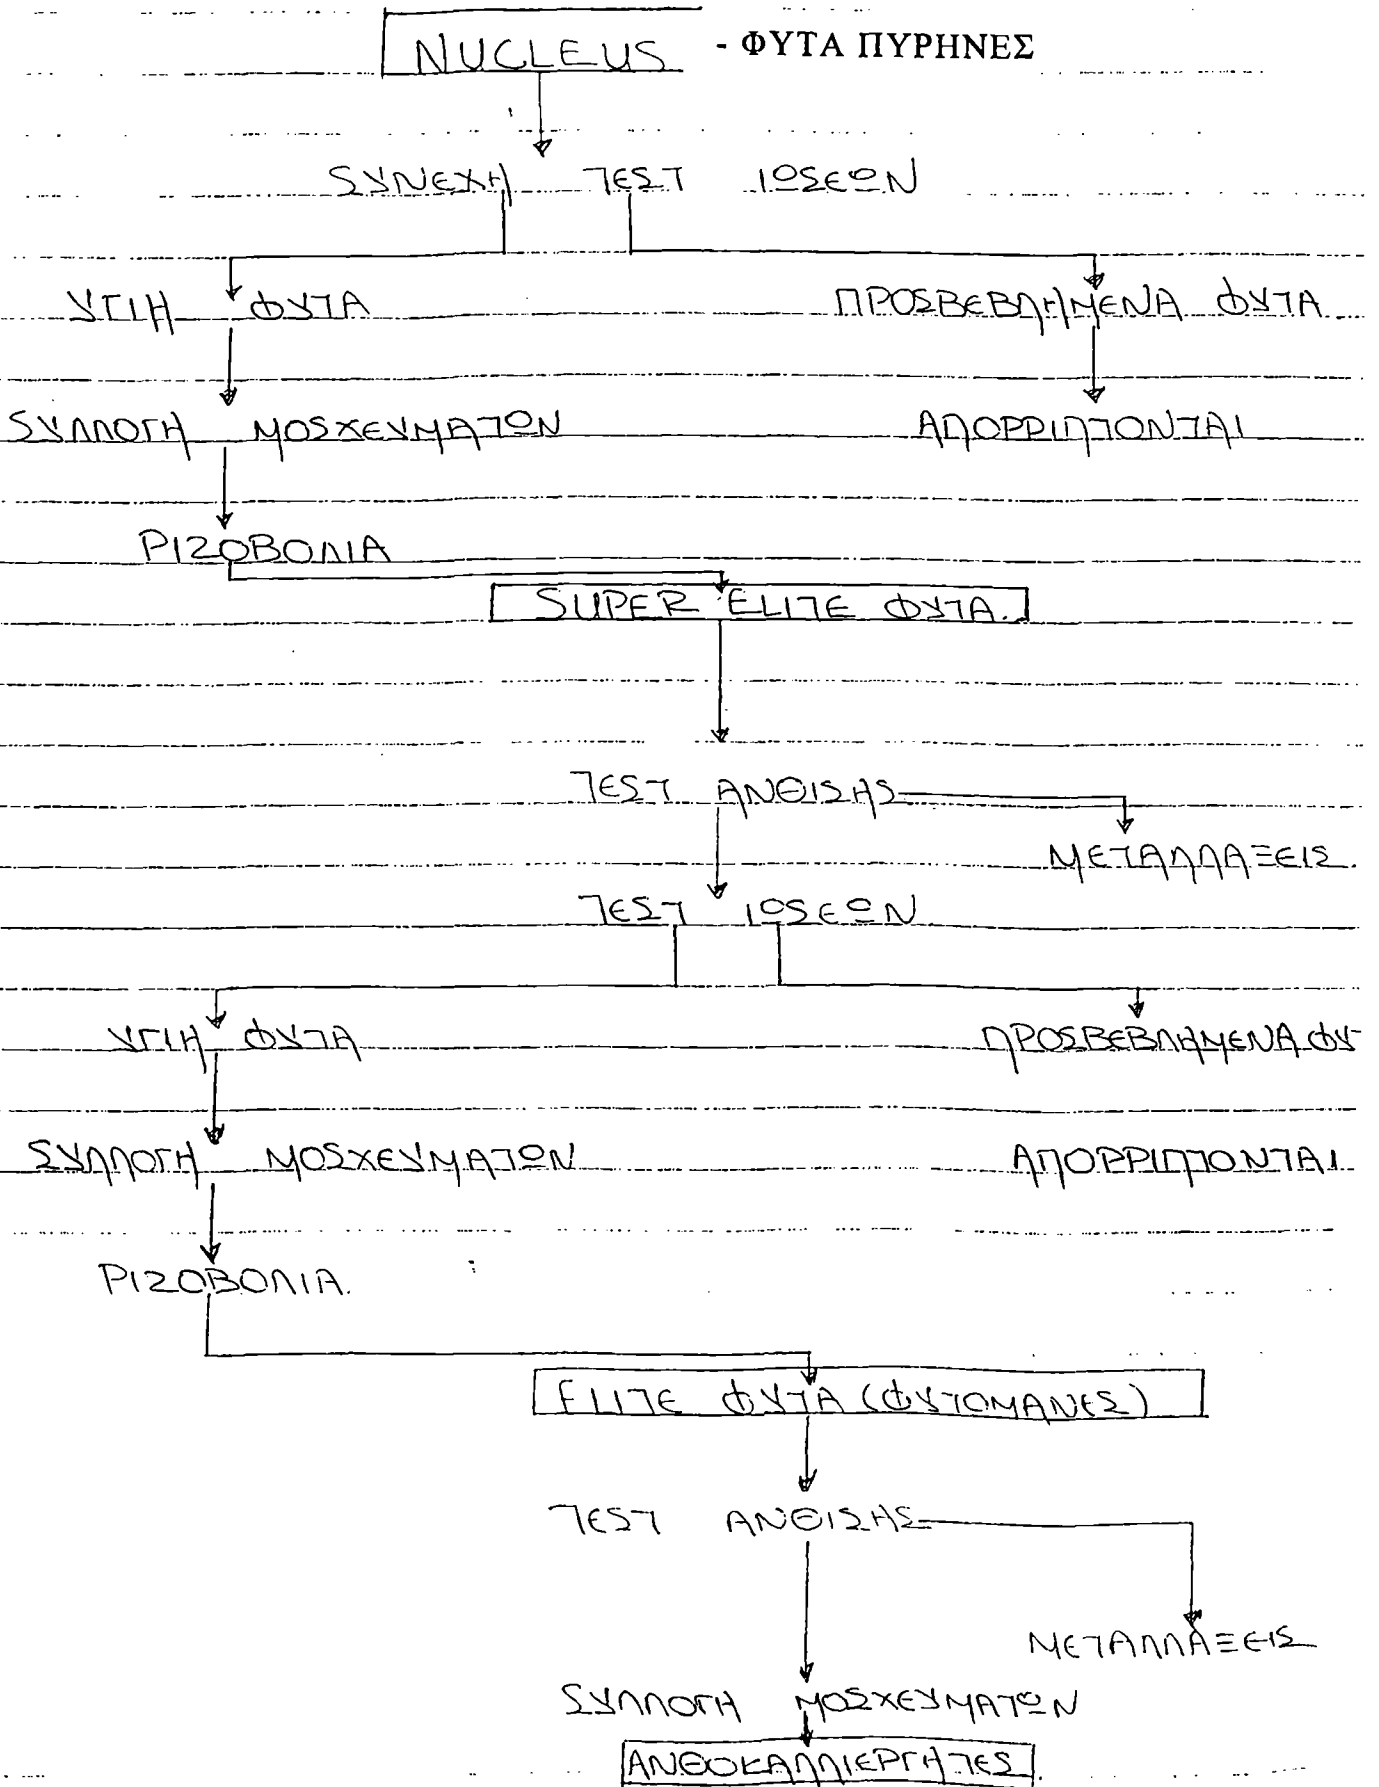 NUCLEUS - ΦΥΤΑ ΠΥΡΗΝΕΣ
ΣΥΝΕΧΗ ΤΕΣΤ ΙΩΣΕΩΝ
ΥΓΙΗ ΦΥΤΑ ΠΡΟΣΒΕΒΛΗΜΕΝΑ ΦΥΤΑ
ΣΥΛΛΟΓΗ ΜΟΣΧΕΥΜΑΤΩΝ ΑΠΟΡΡΙΠΤΟΝΤΑΙ
ΡΙΖΟΒΟΛΙΑ
SUPER ELITE ΦΥΤΑ.
ΤΕΣΤ ΑΝΘΙΣΗΣ
ΜΕΤΑΛΛΑΞΕΙΣ.
ΤΕΣΤ ΙΩΣΕΩΝ
ΥΓΙΗ ΦΥΤΑ ΠΡΟΣΒΕΒΛΗΜΕΝΑ ΦΥ
ΣΥΛΛΟΓΗ ΜΟΣΧΕΥΜΑΤΩΝ ΑΠΟΡΡΙΠΤΟΝΤΑΙ
ΡΙΖΟΒΟΛΙΑ.
ELITE ΦΥΤΑ (ΦΥΤΟΜΑΝΕΣ)
ΤΕΣΤ ΑΝΘΙΣΗΣ
ΜΕΤΑΛΛΑΞΕΙΣ
ΣΥΛΛΟΓΗ ΜΟΣΧΕΥΜΑΤΩΝ
ΑΝΘΟΚΑΛΛΙΕΡΓΗΤΕΣ.